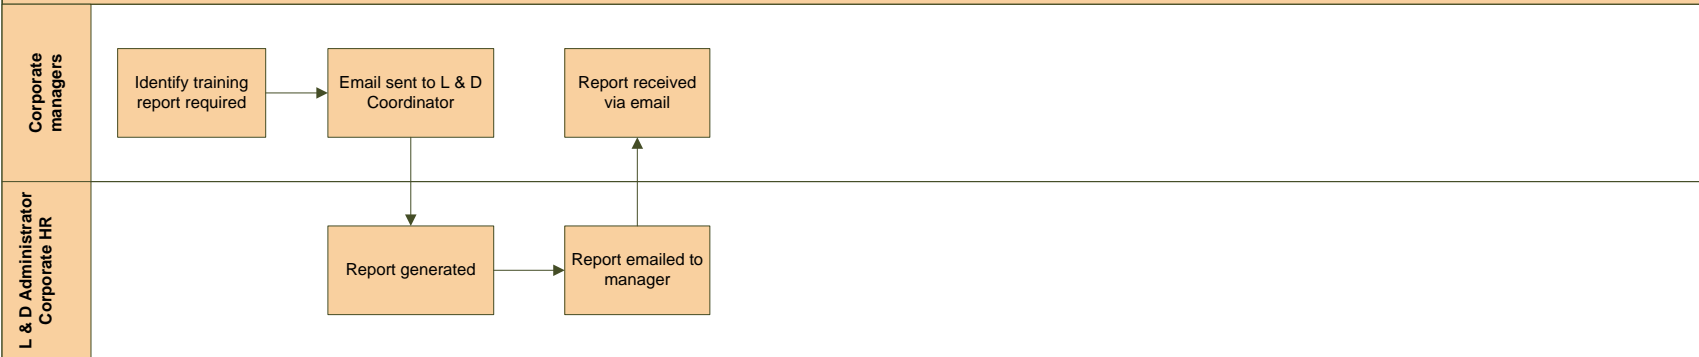 Corporate
managers
Identify training
report required
Email sent to L & D
Coordinator
Report received
via email
L & D Administrator
Corporate HR
Report generated
Report emailed to
manager